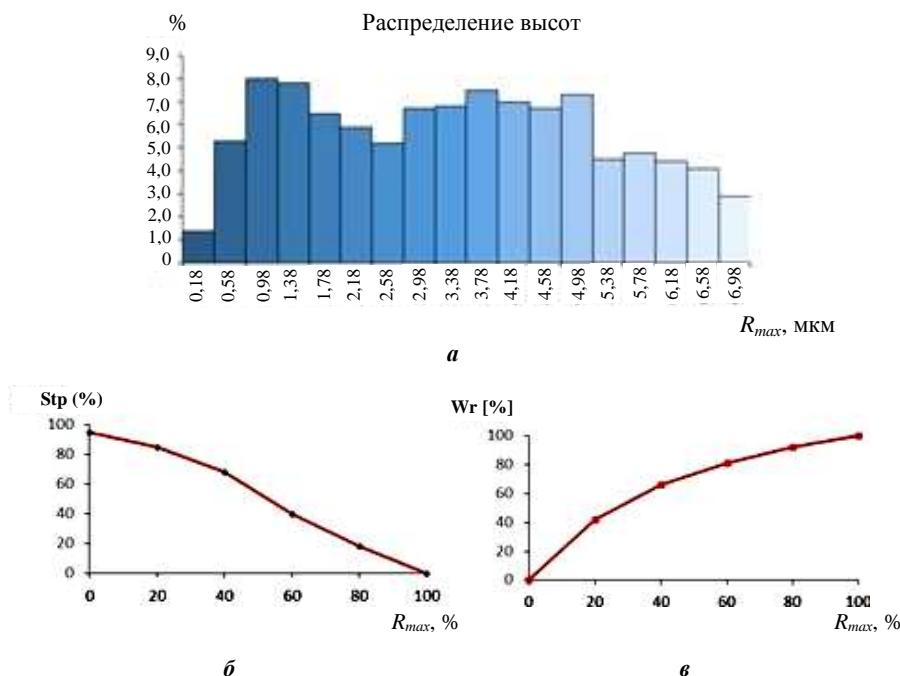 % Распределение высот
9,0
8,0
7,0
6,0
5,0
4,0
3,0
2,0
1,0
0
0,18 0,58 0,98 1,38 1,78 2,18 2,58 2,98 3,38 3,78 4,18 4,58 4,98 5,38 5,78 6,18 6,58 6,98
R_max, мкм
а
Stp (%)
100
80
60
40
20
0
0 20 40 60 80 100
R_max, %
б
Wr [%]
100
80
60
40
20
0
0 20 40 60 80 100
R_max, %
в